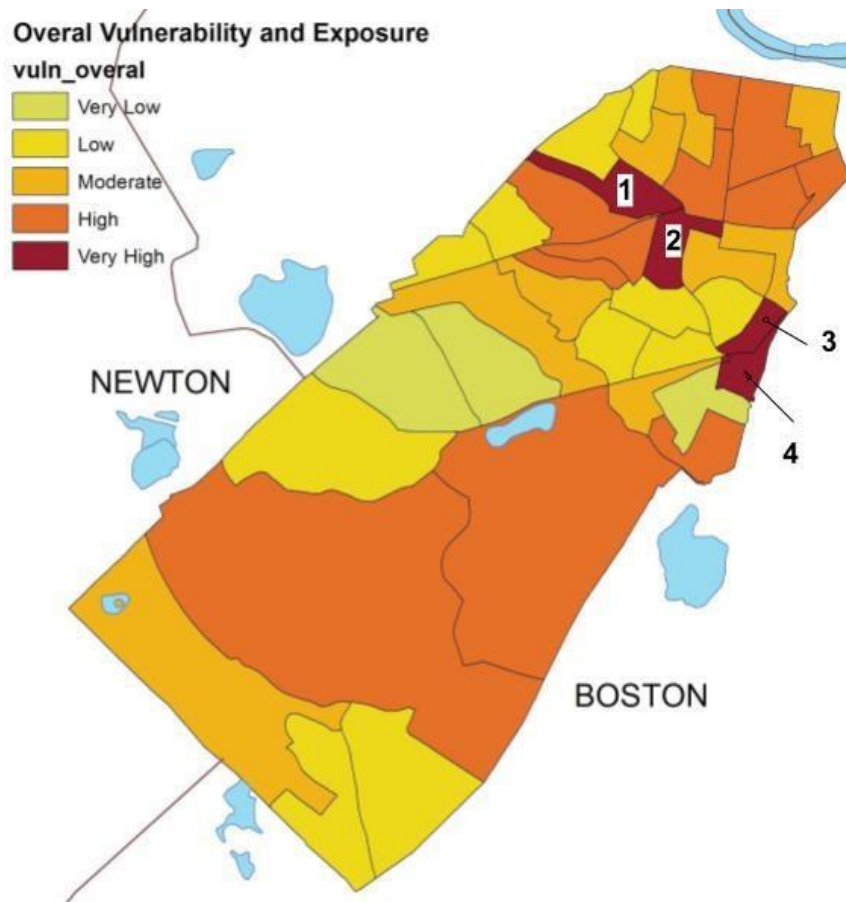 Overal Vulnerability and Exposure
vuln_overal
Very Low
Low
Moderate
High
Very High
1
2
3
NEWTON
4
BOSTON